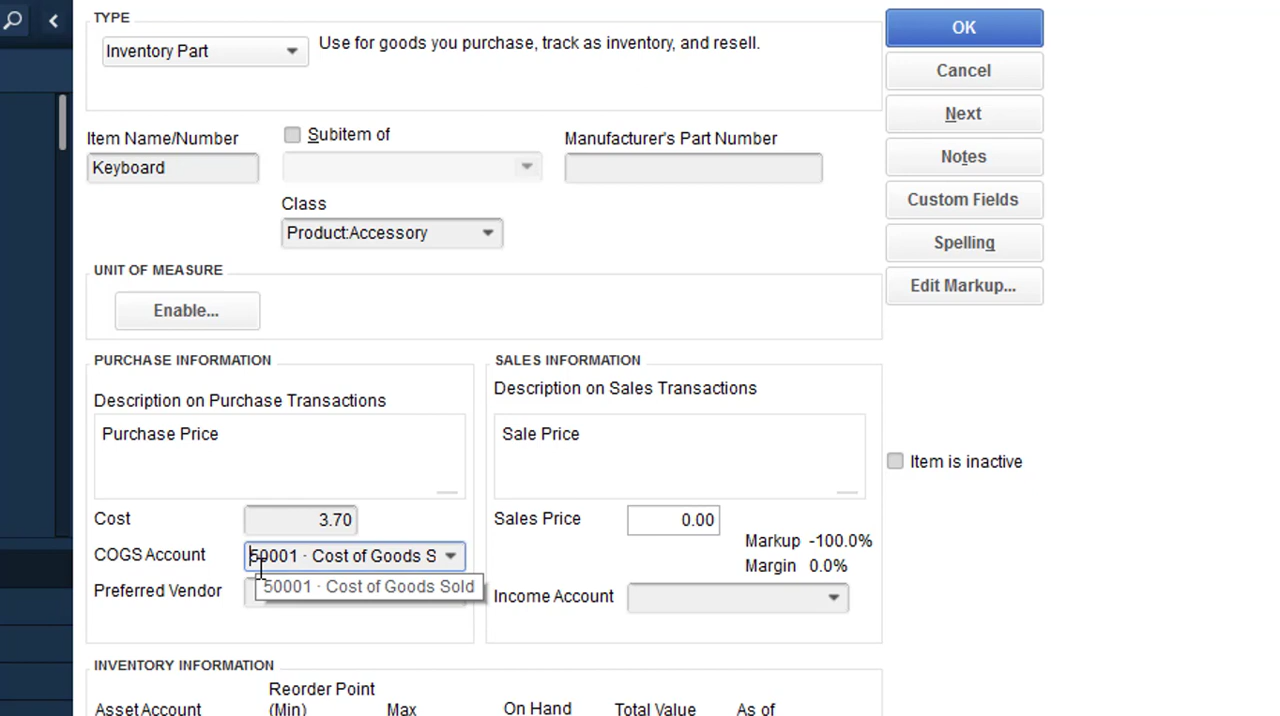 TYPE
Inventory Part
Use for goods you purchase, track as inventory, and resell.
OK
Cancel
Next
Notes
Custom Fields
Spelling
Edit Markup...
Item Name/Number
Subitem of
Manufacturer's Part Number
Keyboard
Class
Product:Accessory
UNIT OF MEASURE
Enable...
PURCHASE INFORMATION
Description on Purchase Transactions
Purchase Price
Cost 3.70
COGS Account 50001 · Cost of Goods S
50001 · Cost of Goods Sold
Preferred Vendor
SALES INFORMATION
Description on Sales Transactions
Sale Price
Sales Price 0.00
Markup -100.0%
Margin 0.0%
Income Account
Item is inactive
INVENTORY INFORMATION
Asset Account
Reorder Point
(Min)
Max
On Hand
Total Value
As of